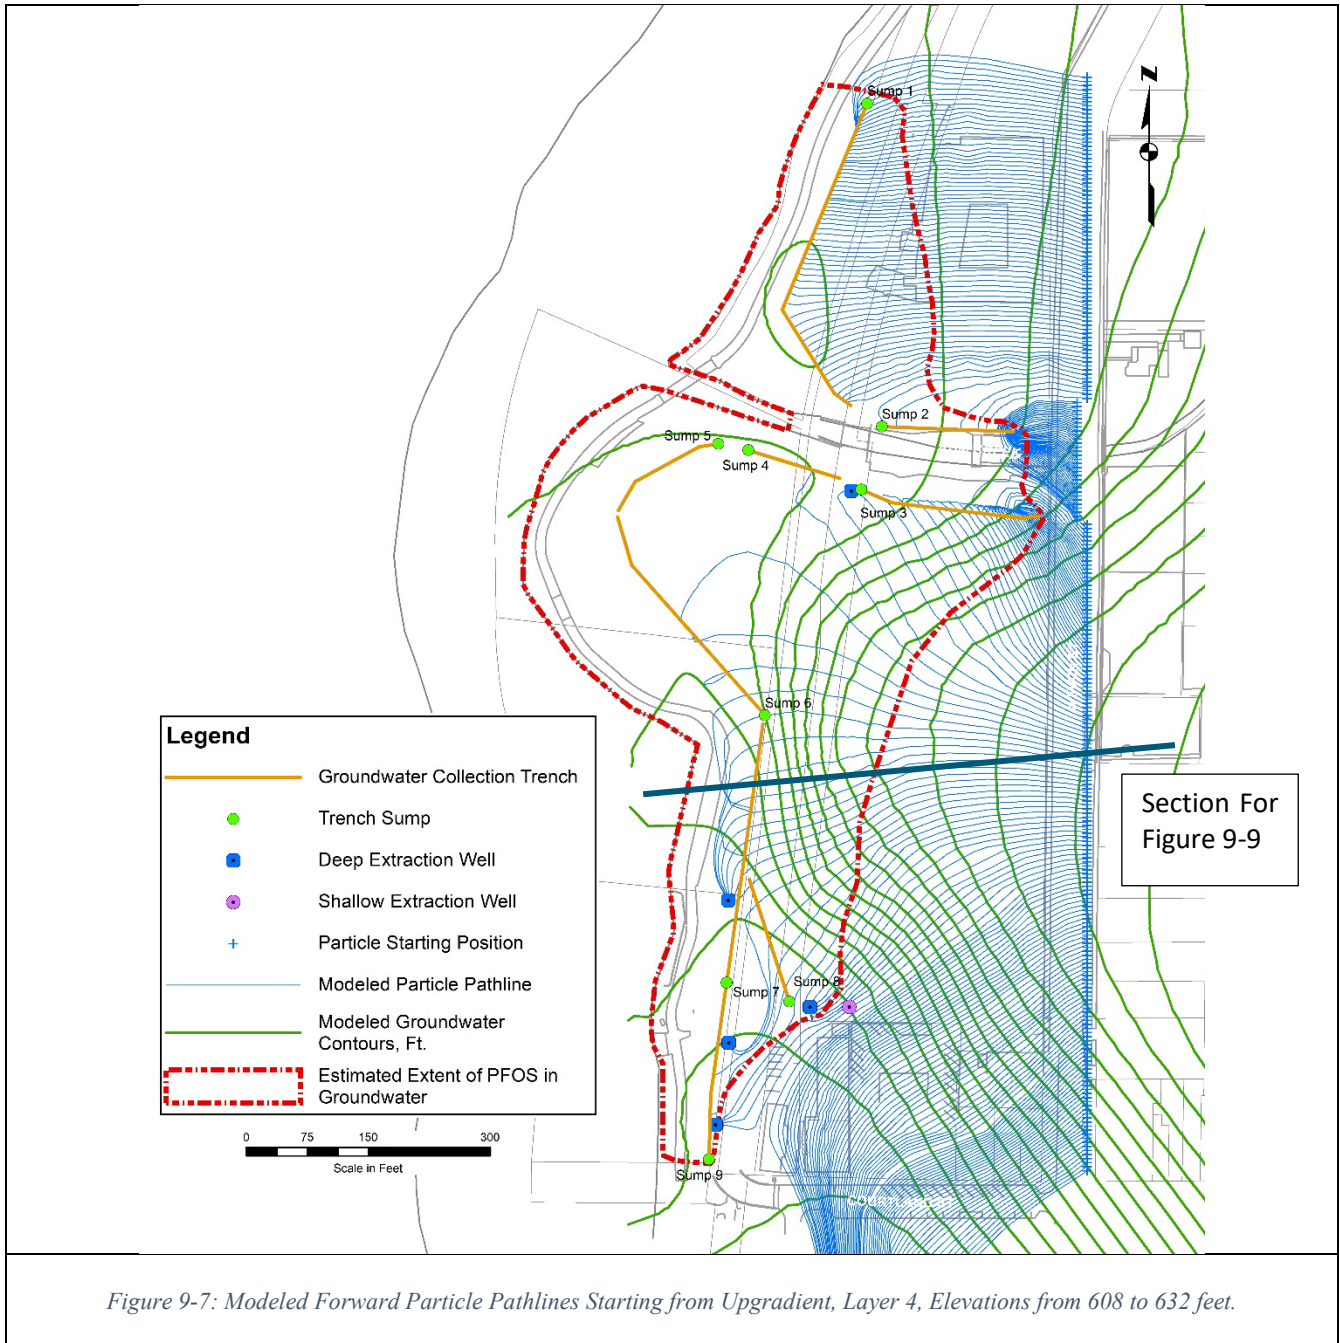 N
Sump 1
Sump 2
Sump 5
Sump 4
Sump 3
Sump 6
Section For
Figure 9-9
Legend
Groundwater Collection Trench
Trench Sump
Deep Extraction Well
Shallow Extraction Well
Particle Starting Position
Modeled Particle Pathline
Modeled Groundwater
Contours, Ft.
Estimated Extent of PFOS in
Groundwater
Sump 8
Sump 7
0 75 150 300
Scale in Feet
Sump 9
Figure 9-7: Modeled Forward Particle Pathlines Starting from Upgradient, Layer 4, Elevations from 608 to 632 feet.